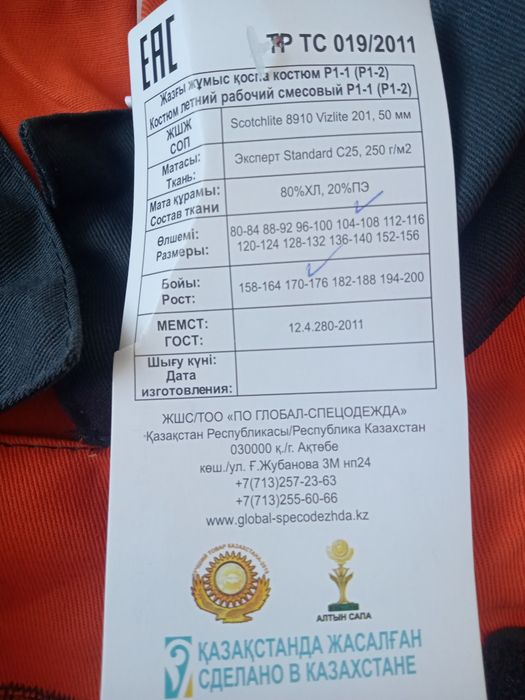 EAC
ТР ТС 019/2011
Жазғы жұмыс қоспа костюм Р1-1 (Р1-2)
Костюм летний рабочий смесовый Р1-1 (Р1-2)
ЖШЖ
СОП
Scotchlite 8910 Vizlite 201, 50 мм
Матасы:
Ткань:
Эксперт Standard C25, 250 г/м2
Мата құрамы:
Состав ткани
80%ХЛ, 20%ПЭ
Өлшемі:
Размеры:
80-84 88-92 96-100 104-108 112-116
120-124 128-132 136-140 152-156
Бойы:
Рост:
158-164 170-176 182-188 194-200
МЕМСТ:
ГОСТ:
12.4.280-2011
Шығу күні:
Дата
изготовления:
ЖШС/ТОО «ПО ГЛОБАЛ-СПЕЦОДЕЖДА»
Қазақстан Республикасы/Республика Казахстан
030000 қ./г. Ақтөбе
көш./ул. Ғ.Жубанова 3М нп24
+7(713)257-23-63
+7(713)255-60-66
www.global-specodezhda.kz
АЛТЫН САПА
ҚАЗАҚСТАНДА ЖАСАЛҒАН
СДЕЛАНО В КАЗАХСТАНЕ